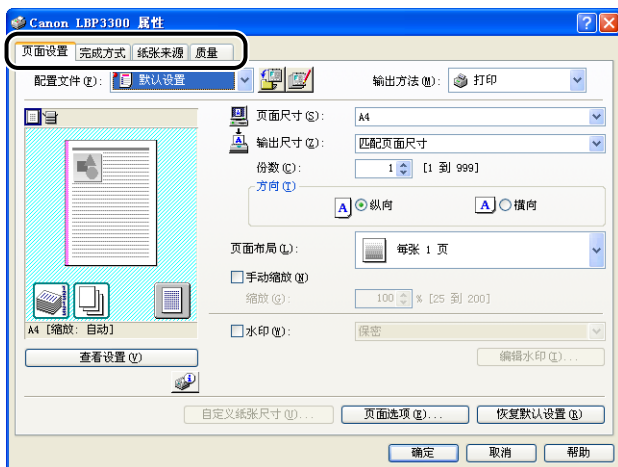 Canon LBP3300 属性
页面设置 完成方式 纸张来源 质量
配置文件(F): 默认设置 输出方法(M): 打印
页面尺寸(S): A4
输出尺寸(Z): 匹配页面尺寸
份数(C): 1 [1 到 999]
方向(T)
A 纵向 A 横向
页面布局(L): 每张 1 页
手动缩放(N)
缩放(G): 100 % [25 到 200]
A4 [缩放: 自动]
水印(W): 保密
查看设置(V) 编辑水印(I)...
自定义纸张尺寸(U)... 页面选项(E)... 恢复默认设置(R)
确定 取消 帮助